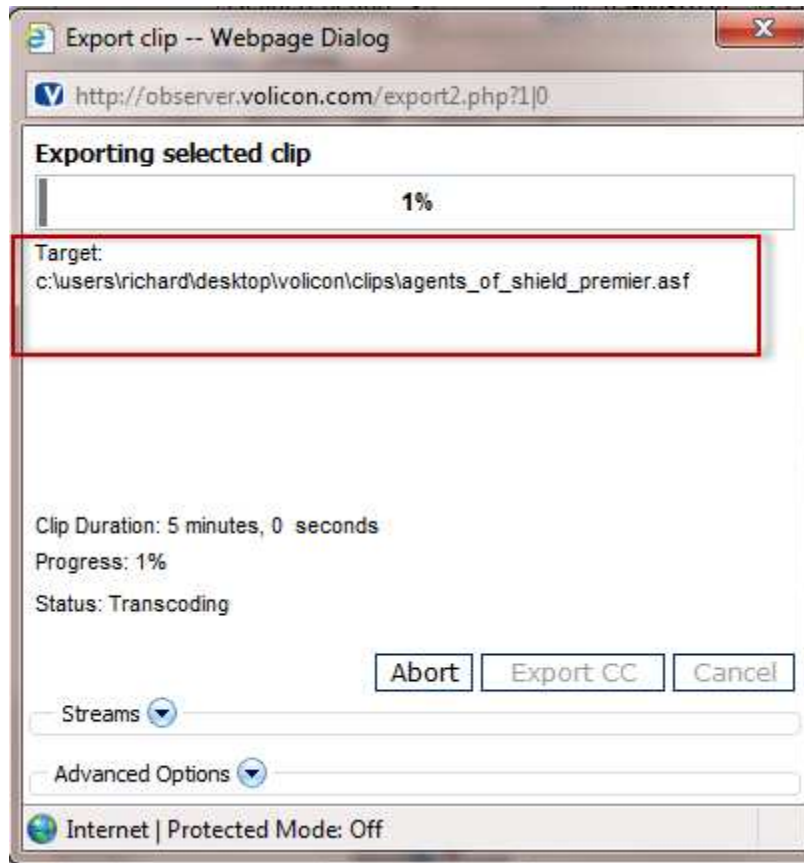 Export clip -- Webpage Dialog
http://observer.volicon.com/export2.php?1|0
Exporting selected clip
1%
Target:
c:\users\richard\desktop\volicon\clips\agents_of_shield_premier.asf
Clip Duration: 5 minutes, 0 seconds
Progress: 1%
Status: Transcoding
Abort Export CC Cancel
Streams
Advanced Options
Internet | Protected Mode: Off